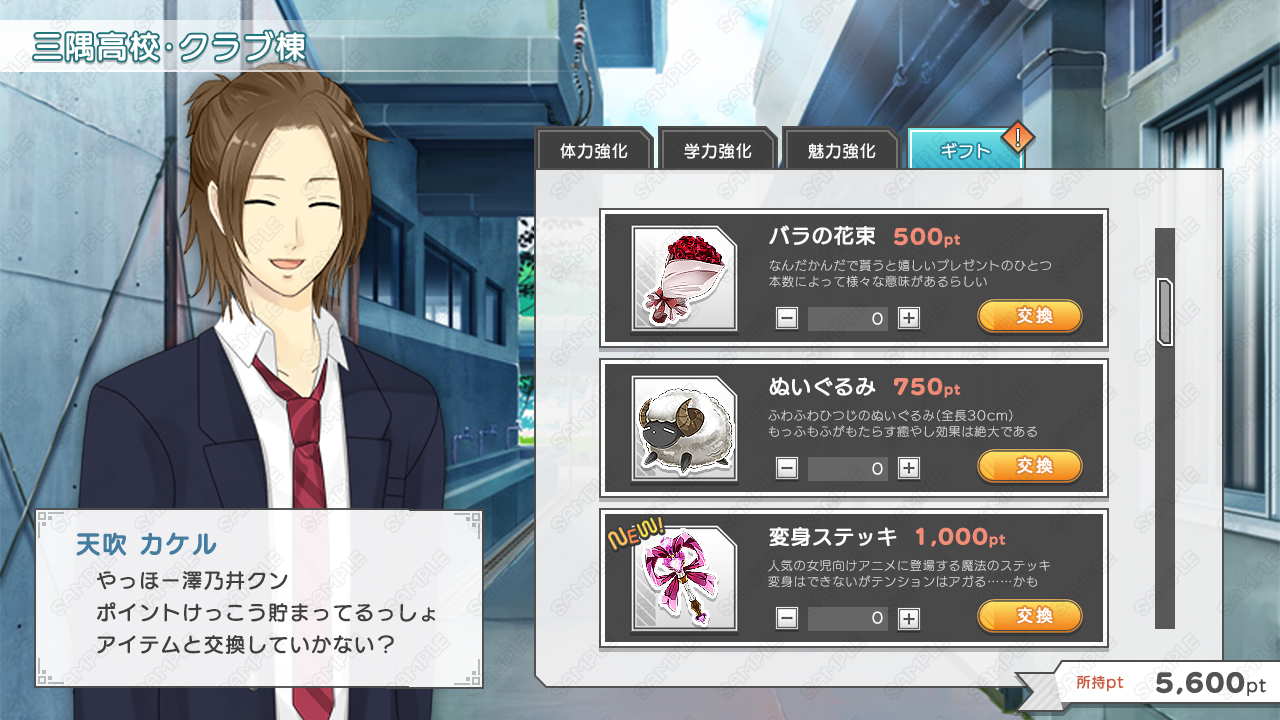 三隅高校・クラブ棟
体力強化
学力強化
魅力強化
ギフト
!
バラの花束 500pt
なんだかんだで貰うと嬉しいプレゼントのひとつ
本数によって様々な意味があるらしい
0
交換
ぬいぐるみ 750pt
ふわふわひつじのぬいぐるみ(全長30cm)
もっふもふがもたらす癒やし効果は絶大である
0
交換
NEW!
変身ステッキ 1,000pt
人気の女児向けアニメに登場する魔法のステッキ
変身はできないがテンションはアガる……かも
0
交換
天吹 カケル
やっほー澤乃井クン
ポイントけっこう貯まってるっしょ
アイテムと交換していかない?
所持pt 5,600pt
SAMPLE